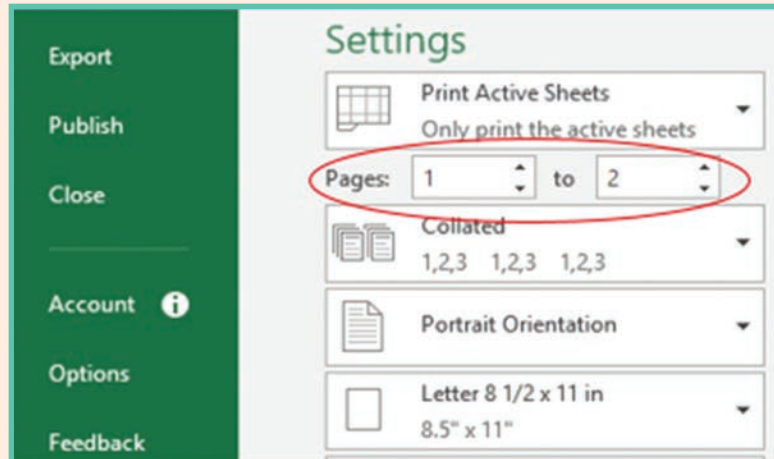 Export
Publish
Close
Account
Options
Feedback
Settings
Print Active Sheets
Only print the active sheets
Pages: 1 to 2
Collated
1,2,3 1,2,3 1,2,3
Portrait Orientation
Letter 8 1/2 x 11 in
8.5" x 11"